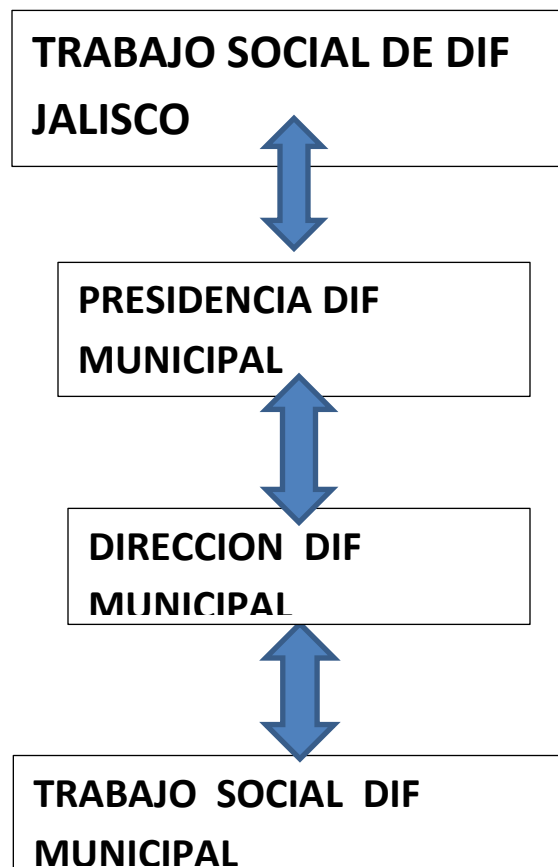 TRABAJO SOCIAL DE DIF
JALISCO
PRESIDENCIA DIF
MUNICIPAL
DIRECCION DIF
MUNICIPAL
TRABAJO SOCIAL DIF
MUNICIPAL